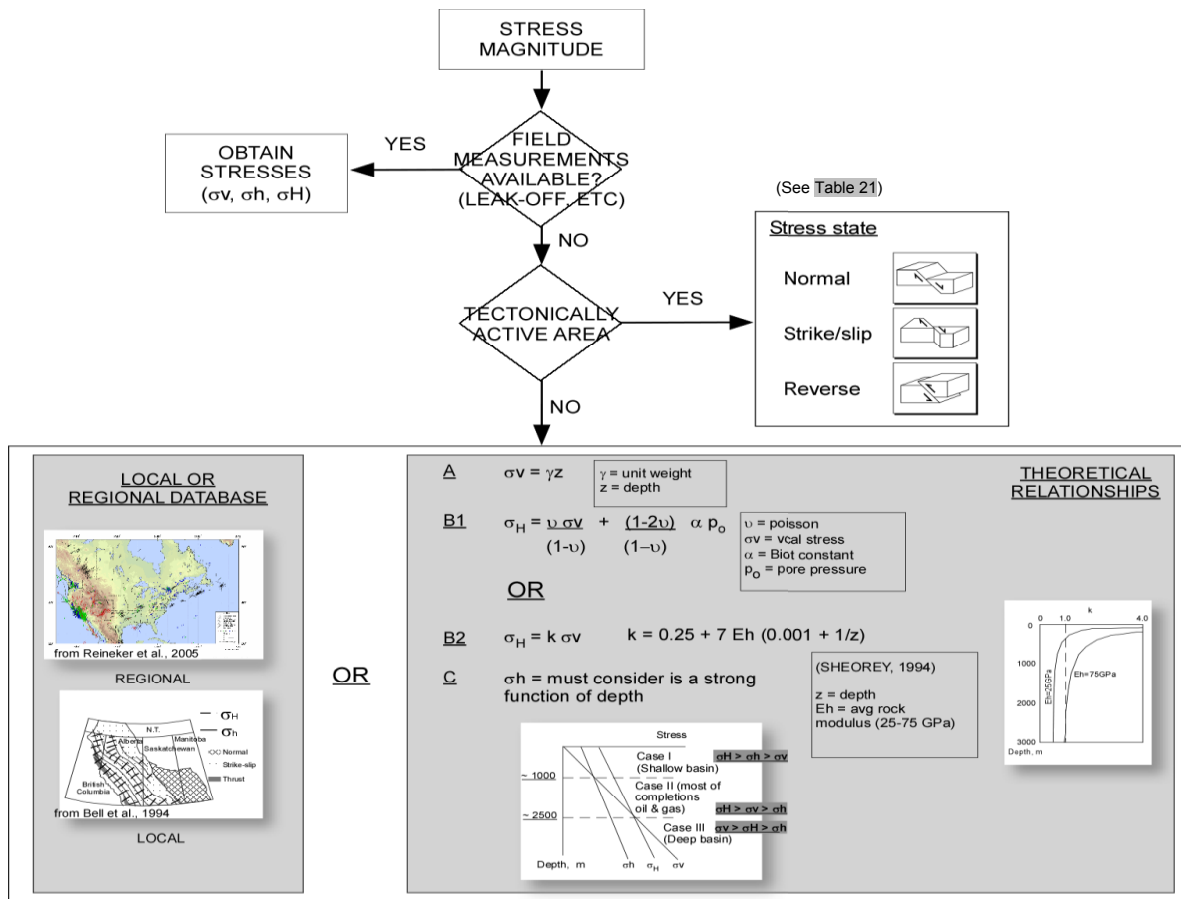 STRESS
MAGNITUDE
FIELD
MEASUREMENTS
AVAILABLE?
(LEAK-OFF, ETC)
YES
OBTAIN
STRESSES
(σv, σh, σH)
NO
TECTONICALLY
ACTIVE AREA
YES
NO
(See Table 21)
Stress state
Normal
Strike/slip
Reverse
LOCAL OR
REGIONAL DATABASE
from Reineker et al., 2005
REGIONAL
σH
σh
N.T.
Alberta
Saskatchewan
Manitoba
British
Columbia
Normal
Strike-slip
Thrust
from Bell et al., 1994
LOCAL
OR
THEORETICAL
RELATIONSHIPS
A σv = γz
γ = unit weight
z = depth
B1 σH = υ σv/(1-υ) + (1-2υ)/(1-υ) α po
υ = poisson
σv = vcal stress
α = Biot constant
pO = pore pressure
OR
B2 σH = k σv k = 0.25 + 7 Eh (0.001 + 1/z)
C σh = must consider is a strong
function of depth
(SHEOREY, 1994)
z = depth
Eh = avg rock
modulus (25-75 GPa)
k
0 1.0 4.0
0
1000
2000
3000
Eh=25GPa
Eh=75GPa
Depth, m
Stress
Case I
(Shallow basin)
σH > σh > σv
~ 1000
Case II (most of
completions
oil & gas)
σH > σv > σh
~ 2500
Case III
(Deep basin)
σv > σH > σh
Depth, m
σh σH σv